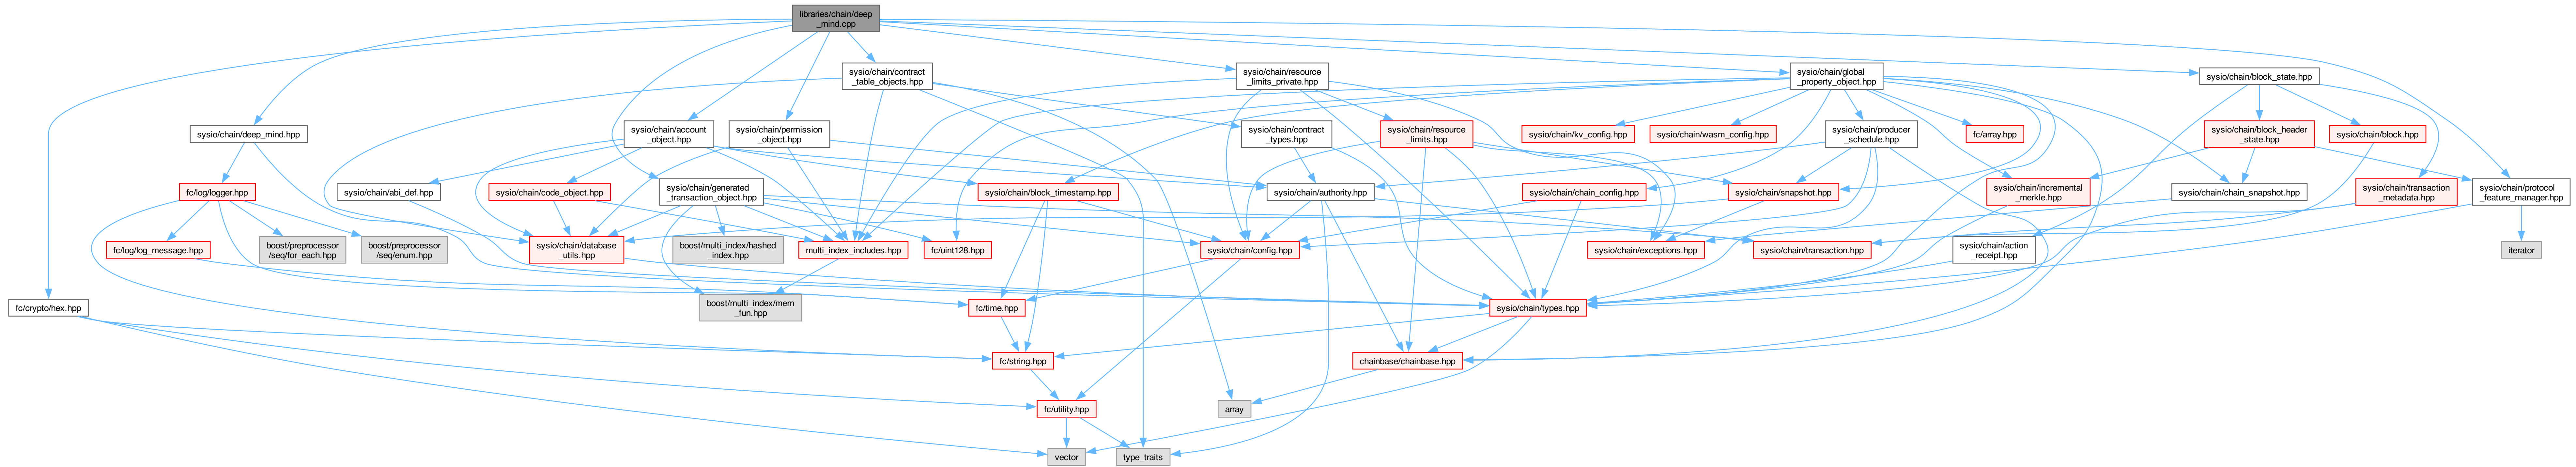 libraries/chain/deep
_mind.cpp
sysio/chain/contract
_table_objects.hpp
sysio/chain/resource
_limits_private.hpp
sysio/chain/global
_property_object.hpp
sysio/chain/block_state.hpp
sysio/chain/deep_mind.hpp
sysio/chain/account
_object.hpp
sysio/chain/permission
_object.hpp
sysio/chain/contract
_types.hpp
sysio/chain/resource
_limits.hpp
sysio/chain/kv_config.hpp
sysio/chain/wasm_config.hpp
sysio/chain/producer
_schedule.hpp
fc/array.hpp
sysio/chain/block_header
_state.hpp
sysio/chain/block.hpp
fc/log/logger.hpp
sysio/chain/abi_def.hpp
sysio/chain/code_object.hpp
sysio/chain/generated
_transaction_object.hpp
sysio/chain/block_timestamp.hpp
sysio/chain/authority.hpp
sysio/chain/chain_config.hpp
sysio/chain/snapshot.hpp
sysio/chain/incremental
_merkle.hpp
sysio/chain/chain_snapshot.hpp
sysio/chain/transaction
_metadata.hpp
sysio/chain/protocol
_feature_manager.hpp
fc/log/log_message.hpp
boost/preprocessor
/seq/for_each.hpp
boost/preprocessor
/seq/enum.hpp
sysio/chain/database
_utils.hpp
boost/multi_index/hashed
_index.hpp
multi_index_includes.hpp
fc/uint128.hpp
sysio/chain/config.hpp
sysio/chain/exceptions.hpp
sysio/chain/transaction.hpp
sysio/chain/action
_receipt.hpp
iterator
fc/crypto/hex.hpp
boost/multi_index/mem
_fun.hpp
fc/time.hpp
sysio/chain/types.hpp
fc/string.hpp
chainbase/chainbase.hpp
fc/utility.hpp
array
vector
type_traits